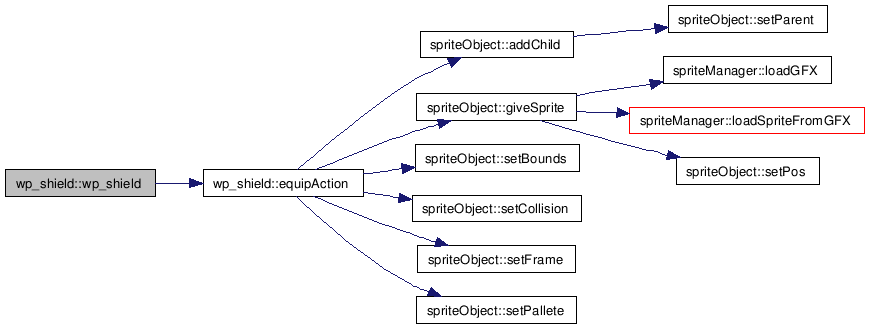 wp_shield::wp_shield
wp_shield::equipAction
spriteObject::addChild
spriteObject::giveSprite
spriteObject::setBounds
spriteObject::setCollision
spriteObject::setFrame
spriteObject::setPallete
spriteObject::setParent
spriteManager::loadGFX
spriteManager::loadSpriteFromGFX
spriteObject::setPos